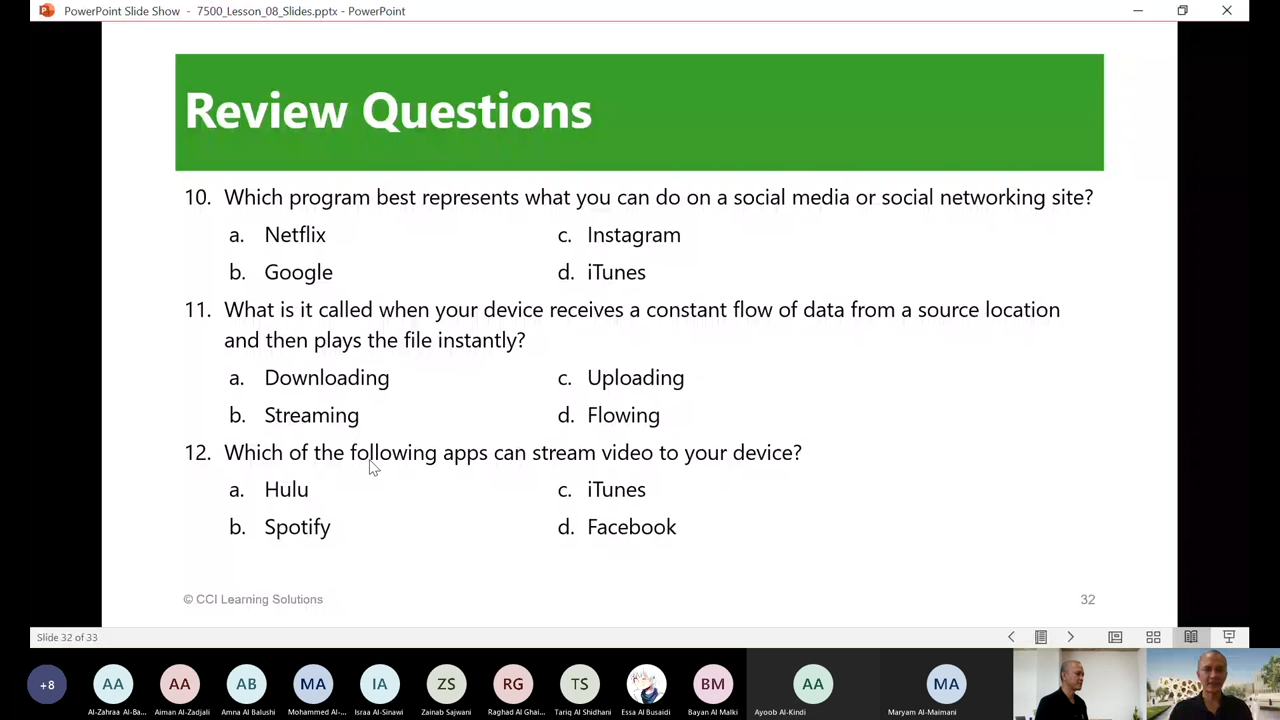 PowerPoint Slide Show - 7500_Lesson_08_Slides.pptx - PowerPoint
Review Questions
10. Which program best represents what you can do on a social media or social networking site?
a. Netflix
c. Instagram
b. Google
d. iTunes
11. What is it called when your device receives a constant flow of data from a source location
and then plays the file instantly?
a. Downloading
c. Uploading
b. Streaming
d. Flowing
12. Which of the following apps can stream video to your device?
a. Hulu
c. iTunes
b. Spotify
d. Facebook
© CCI Learning Solutions
32
Slide 32 of 33
+8 AA AA AB MA IA ZS RG TS BM AA MA
Al-Zahraa Al-Ba... Aiman Al-Zadjali Amna Al Balushi Mohammed Al-... Israa Al-Sinawi Zainab Sajwani Raghad Al Ghai... Tariq Al Shidhani Essa Al Busaidi Bayan Al Malki Ayoob Al-Kindi Maryam Al-Maimani